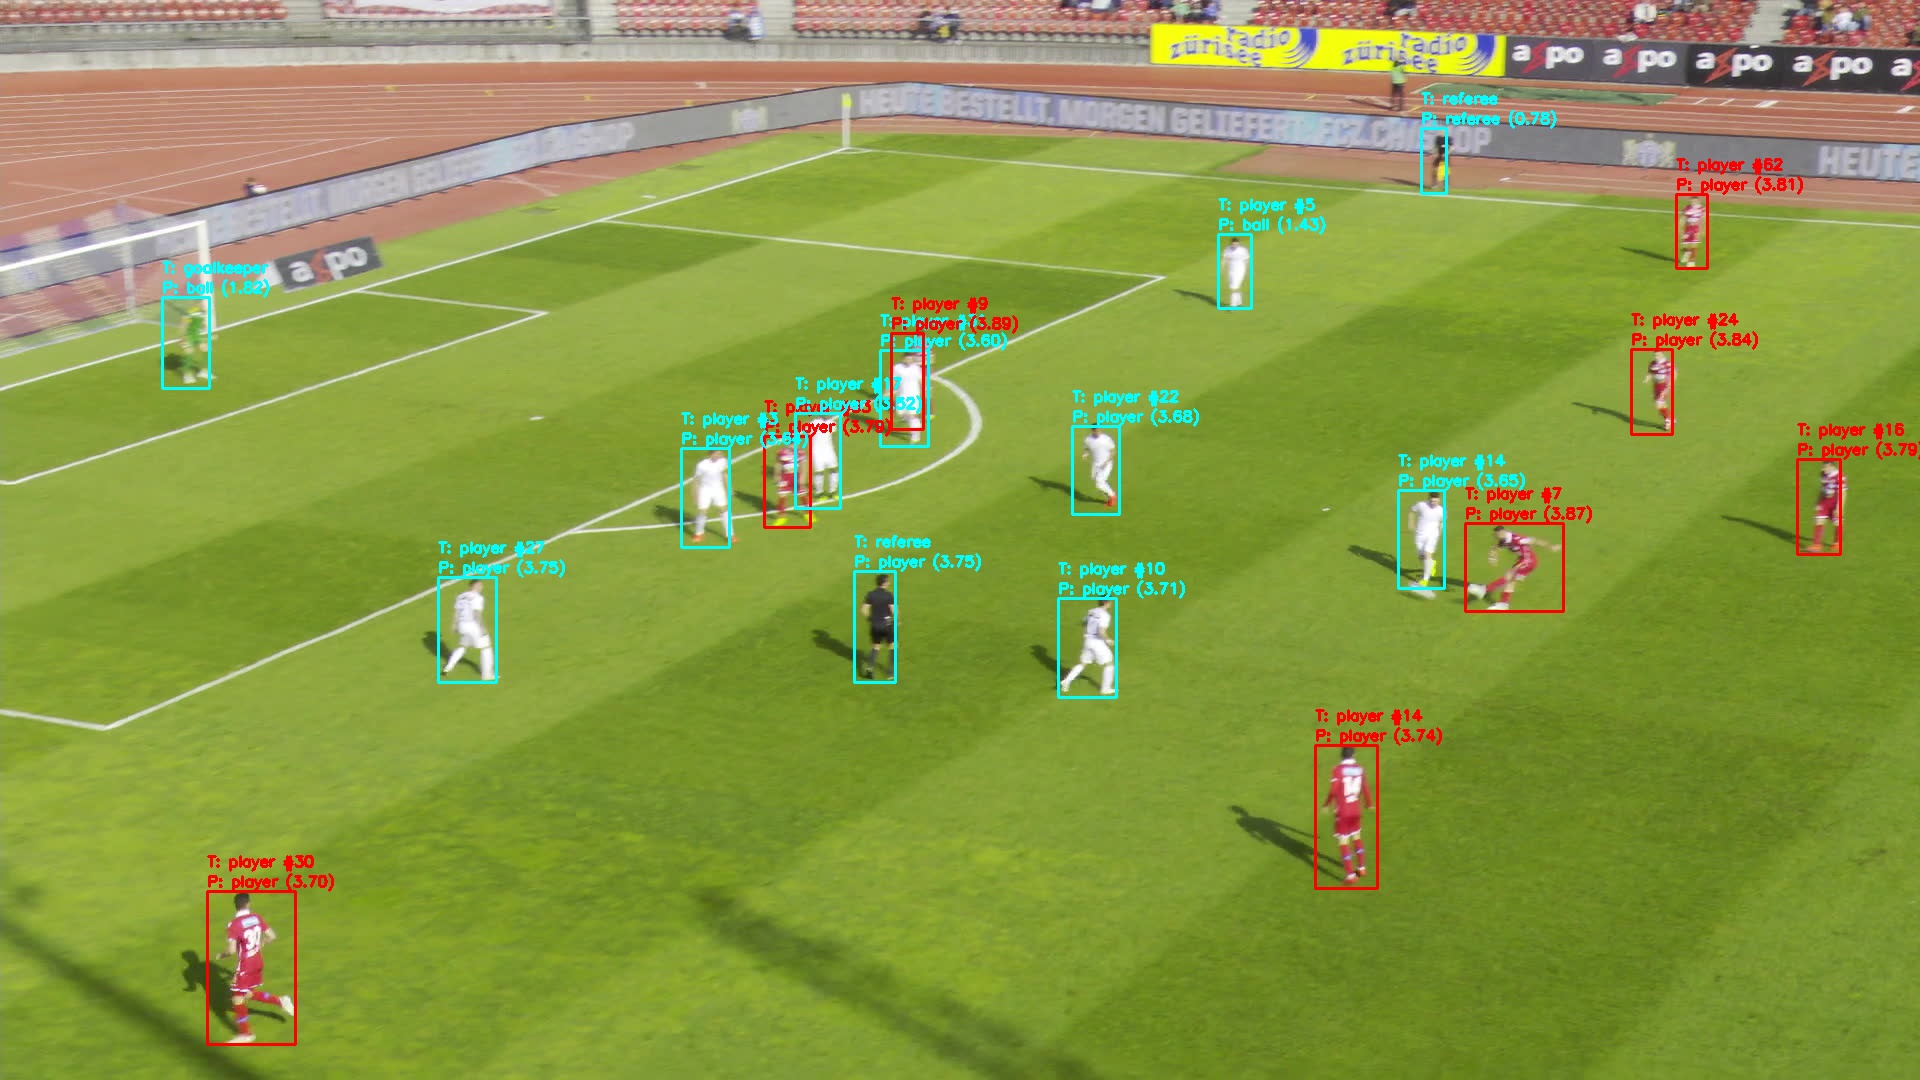 radio
zürisee
radio
zürisee
axpo
axpo
axpo
axpo
HEUTE BESTELLT, MORGEN GELIEFERT
HEUTE
T: referee
P: referee (0.78)
T: player #62
P: player (3.81)
T: player #5
P: ball (1.43)
axpo
T: goalkeeper
P: ball (1.82)
T: player #9
P: player (3.89)
P: player (3.60)
T: player #24
P: player (3.84)
T: player
T: player #22
P: player (3.68)
T: player
P: player
T: player #16
P: player (3.79)
T: player #14
P: player (3.65)
T: player #7
P: player (3.87)
T: player #27
P: player (3.75)
T: referee
P: player (3.75)
T: player #10
P: player (3.71)
T: player #14
P: player (3.74)
14
T: player #30
P: player (3.70)
30